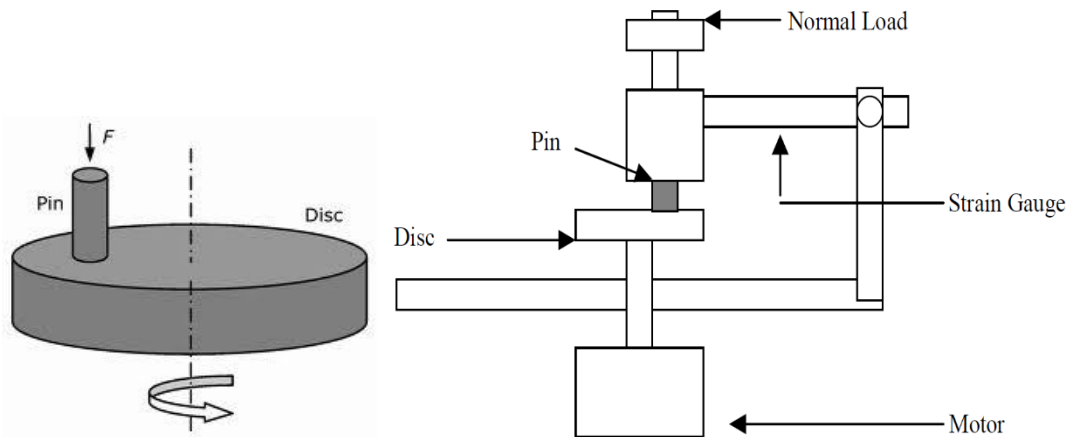 F
Pin
Disc
Normal Load
Pin
Strain Gauge
Disc
Motor